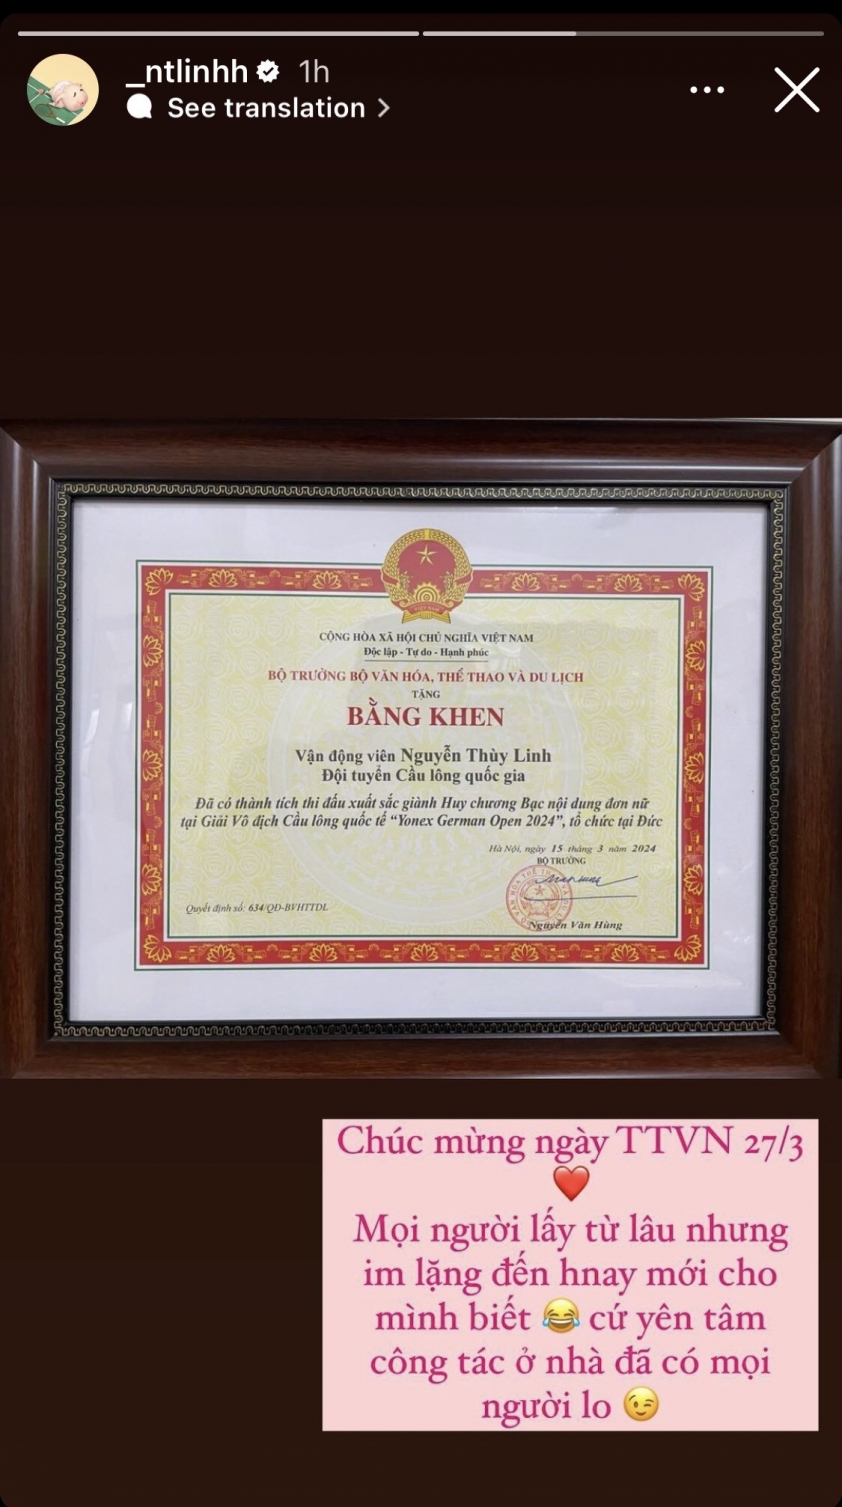 _ntlinhh 1h
See translation >
VIỆT NAM
CỘNG HÒA XÃ HỘI CHỦ NGHĨA VIỆT NAM
Độc lập - Tự do - Hạnh phúc
BỘ TRƯỞNG BỘ VĂN HÓA, THỂ THAO VÀ DU LỊCH
TẶNG
BẰNG KHEN
Vận động viên Nguyễn Thùy Linh
Đội tuyển Cầu lông quốc gia
Đã có thành tích thi đấu xuất sắc giành Huy chương Bạc nội dung đơn nữ
tại Giải Vô địch Cầu lông quốc tế “Yonex German Open 2024”, tổ chức tại Đức
Hà Nội, ngày 15 tháng 3 năm 2024
BỘ TRƯỞNG
Quyết định số: 634/QĐ-BVHTTDL
Nguyễn Văn Hùng
Chúc mừng ngày TTVN 27/3
❤️
Mọi người lấy từ lâu nhưng
im lặng đến hnay mới cho
mình biết 😂 cứ yên tâm
công tác ở nhà đã có mọi
người lo 😉